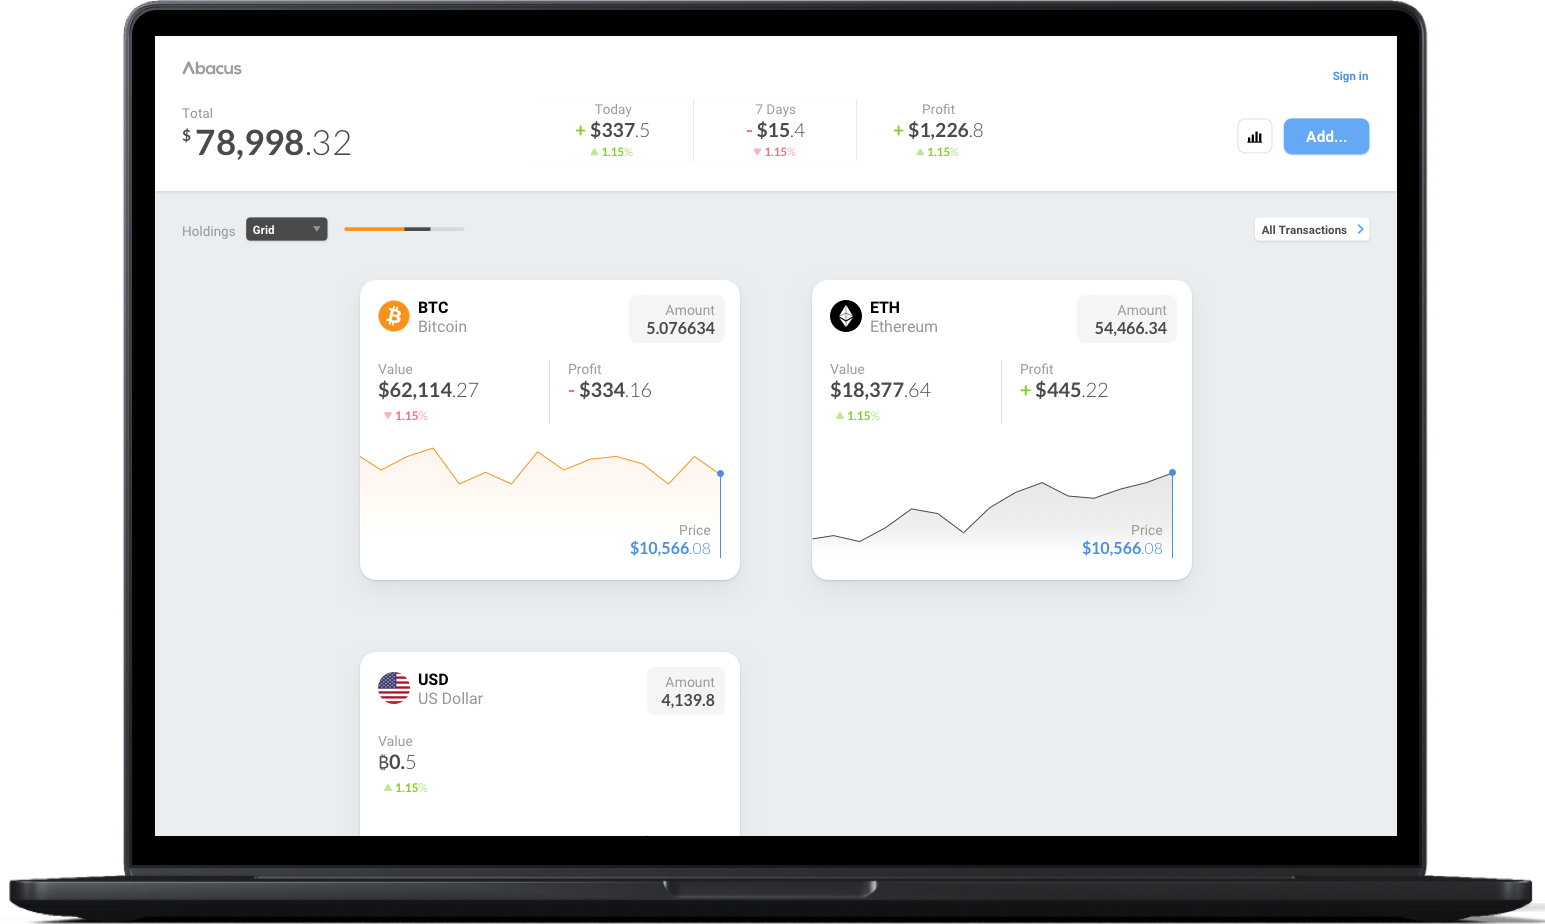 Abacus
Sign in
Total
$78,998.32
Today
+ $337.5
1.15%
7 Days
- $15.4
1.15%
Profit
+ $1,226.8
1.15%
Add...
Holdings
Grid
All Transactions
BTC
Bitcoin
Amount
5.076634
Value
$62,114.27
1.15%
Profit
- $334.16
Price
$10,566.08
ETH
Ethereum
Amount
54,466.34
Value
$18,377.64
1.15%
Profit
+ $445.22
Price
$10,566.08
USD
US Dollar
Amount
4,139.8
Value
₿0.5
1.15%